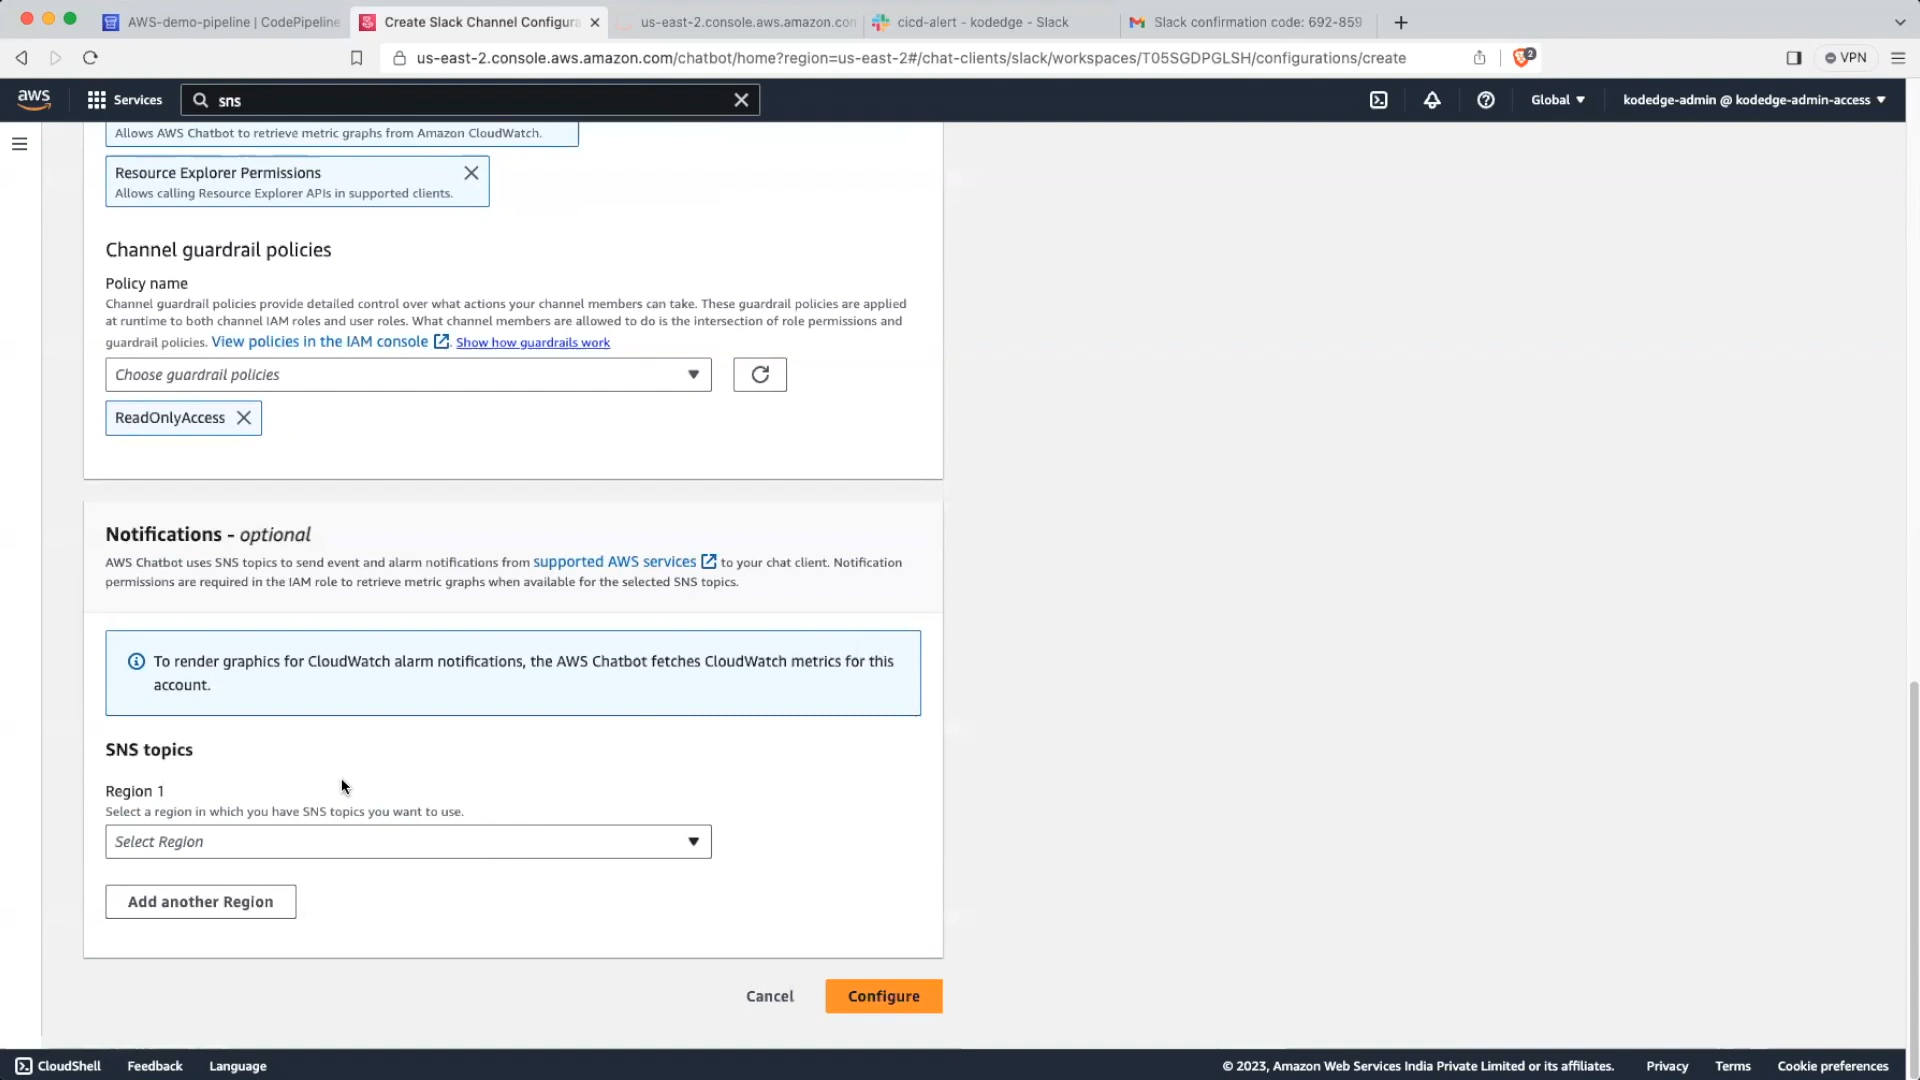 AWS-demo-pipeline | CodePipeline
Create Slack Channel Configura
us-east-2.console.aws.amazon.con
cicd-alert - kodedge - Slack
Slack confirmation code: 692-859
us-east-2.console.aws.amazon.com/chatbot/home?region=us-east-2#/chat-clients/slack/workspaces/T05SGDPGLSH/configurations/create
2
VPN
aws
Services
sns
Global
kodedge-admin @ kodedge-admin-access
Allows AWS Chatbot to retrieve metric graphs from Amazon CloudWatch.
Resource Explorer Permissions
Allows calling Resource Explorer APIs in supported clients.
Channel guardrail policies
Policy name
Channel guardrail policies provide detailed control over what actions your channel members can take. These guardrail policies are applied
at runtime to both channel IAM roles and user roles. What channel members are allowed to do is the intersection of role permissions and
guardrail policies. View policies in the IAM console . Show how guardrails work
Choose guardrail policies
ReadOnlyAccess
Notifications - optional
AWS Chatbot uses SNS topics to send event and alarm notifications from supported AWS services to your chat client. Notification
permissions are required in the IAM role to retrieve metric graphs when available for the selected SNS topics.
To render graphics for CloudWatch alarm notifications, the AWS Chatbot fetches CloudWatch metrics for this
account.
SNS topics
Region 1
Select a region in which you have SNS topics you want to use.
Select Region
Add another Region
Cancel
Configure
CloudShell
Feedback
Language
© 2023, Amazon Web Services India Private Limited or its affiliates.
Privacy
Terms
Cookie preferences